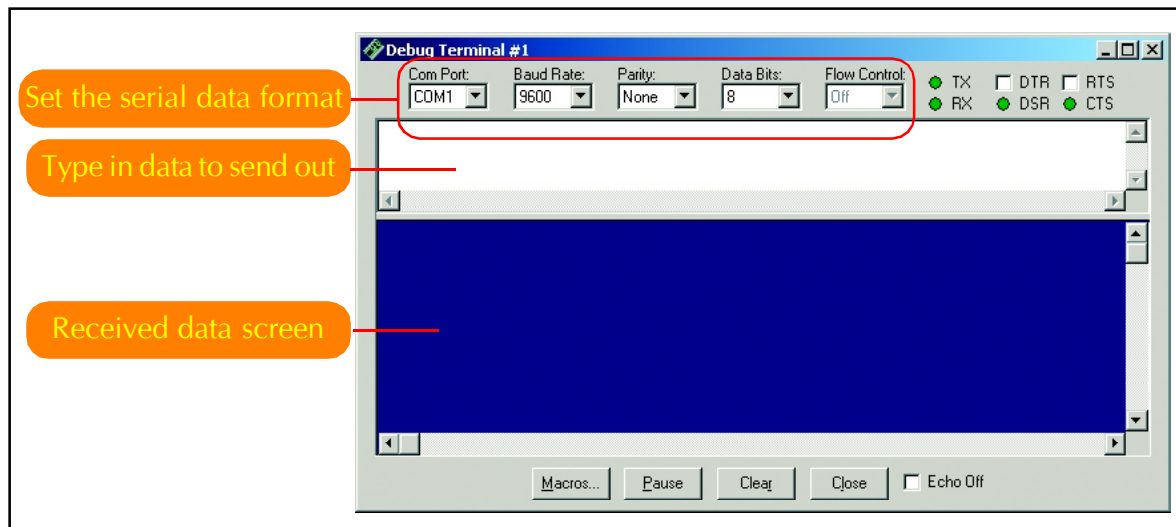 Debug Terminal #1
Com Port: Baud Rate: Parity: Data Bits: Flow Control:
COM1 9600 None 8 Off
TX DTR RTS
RX DSR CTS
Set the serial data format
Type in data to send out
Received data screen
Macros... Pause Clear Close Echo Off